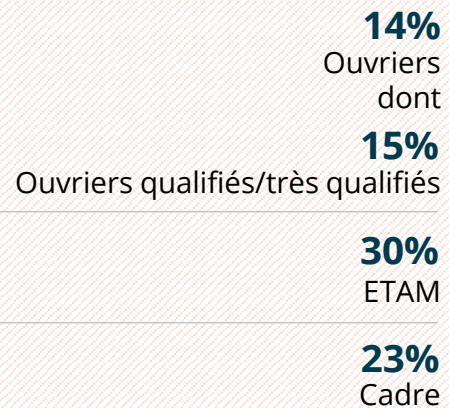 14%
Ouvriers
dont
15%
Ouvriers qualifiés/très qualifiés
30%
ETAM
23%
Cadre